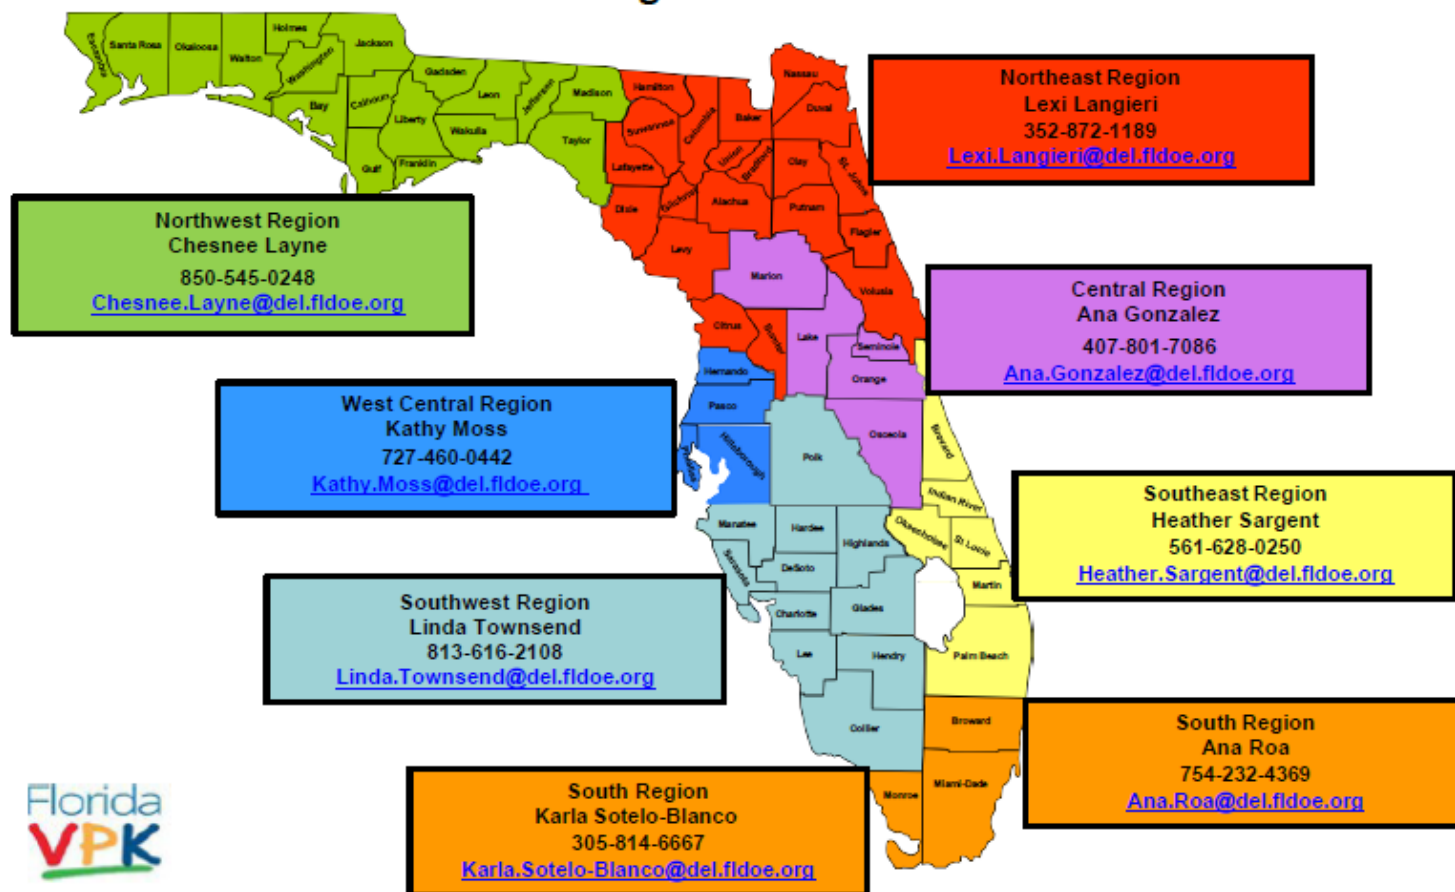 Holmes
Jackson
Escambia
Santa Rosa
Okaloosa
Walton
Washington
Bay
Calhoun
Gulf
Liberty
Franklin
Gadsden
Leon
Wakulla
Jefferson
Madison
Taylor
Hamilton
Suwannee
Columbia
Lafayette
Baker
Nassau
Duval
Union
Bradford
Clay
St. Johns
Dixie
Gilchrist
Alachua
Putnam
Flagler
Levy
Marion
Volusia
Citrus
Sumter
Lake
Seminole
Orange
Hernando
Pasco
Pinellas
Hillsborough
Polk
Osceola
Brevard
Indian River
Okeechobee
St Lucie
Manatee
Hardee
Highlands
Sarasota
DeSoto
Martin
Charlotte
Glades
Lee
Hendry
Palm Beach
Collier
Broward
Monroe
Miami-Dade
Northeast Region
Lexi Langieri
352-872-1189
Lexi.Langieri@del.fldoe.org
Northwest Region
Chesnee Layne
850-545-0248
Chesnee.Layne@del.fldoe.org
Central Region
Ana Gonzalez
407-801-7086
Ana.Gonzalez@del.fldoe.org
West Central Region
Kathy Moss
727-460-0442
Kathy.Moss@del.fldoe.org
Southeast Region
Heather Sargent
561-628-0250
Heather.Sargent@del.fldoe.org
Southwest Region
Linda Townsend
813-616-2108
Linda.Townsend@del.fldoe.org
South Region
Ana Roa
754-232-4369
Ana.Roa@del.fldoe.org
South Region
Karla Sotelo-Blanco
305-814-6667
Karla.Sotelo-Blanco@del.fldoe.org
Florida
VPK